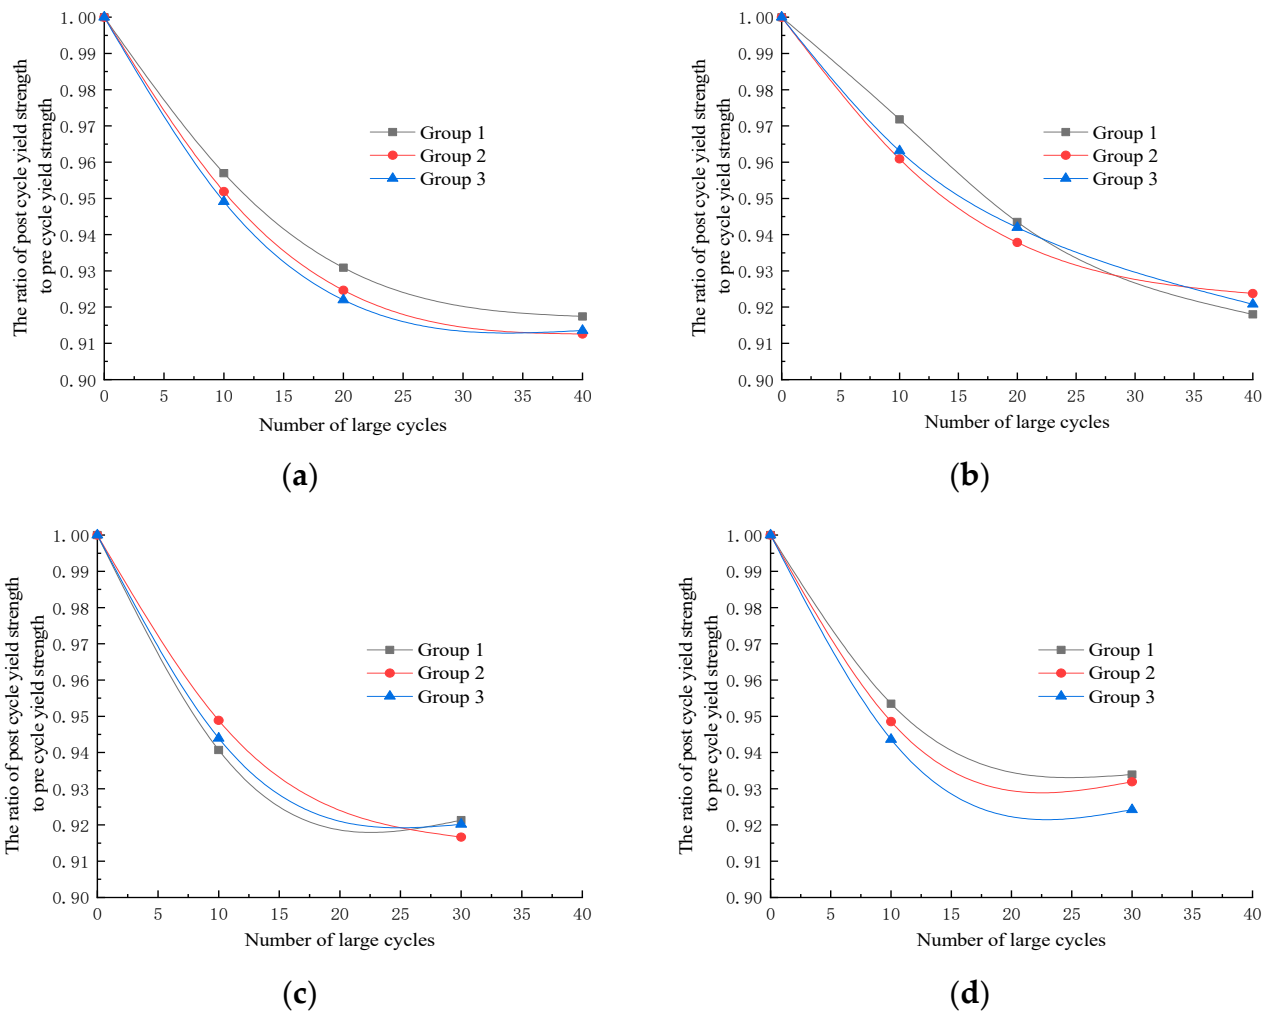 The ratio of post cycle yield strength
to pre cycle yield strength
1.00
0.99
0.98
0.97
0.96
0.95
0.94
0.93
0.92
0.91
0.90
Group 1
Group 2
Group 3
0 5 10 15 20 25 30 35 40
Number of large cycles
(a)
The ratio of post cycle yield strength
to pre cycle yield strength
1.00
0.99
0.98
0.97
0.96
0.95
0.94
0.93
0.92
0.91
0.90
Group 1
Group 2
Group 3
0 5 10 15 20 25 30 35 40
Number of large cycles
(b)
The ratio of post cycle yield strength
to pre cycle yield strength
1.00
0.99
0.98
0.97
0.96
0.95
0.94
0.93
0.92
0.91
0.90
Group 1
Group 2
Group 3
0 5 10 15 20 25 30 35 40
Number of large cycles
(c)
The ratio of post cycle yield strength
to pre cycle yield strength
1.00
0.99
0.98
0.97
0.96
0.95
0.94
0.93
0.92
0.91
0.90
Group 1
Group 2
Group 3
0 5 10 15 20 25 30 35 40
Number of large cycles
(d)